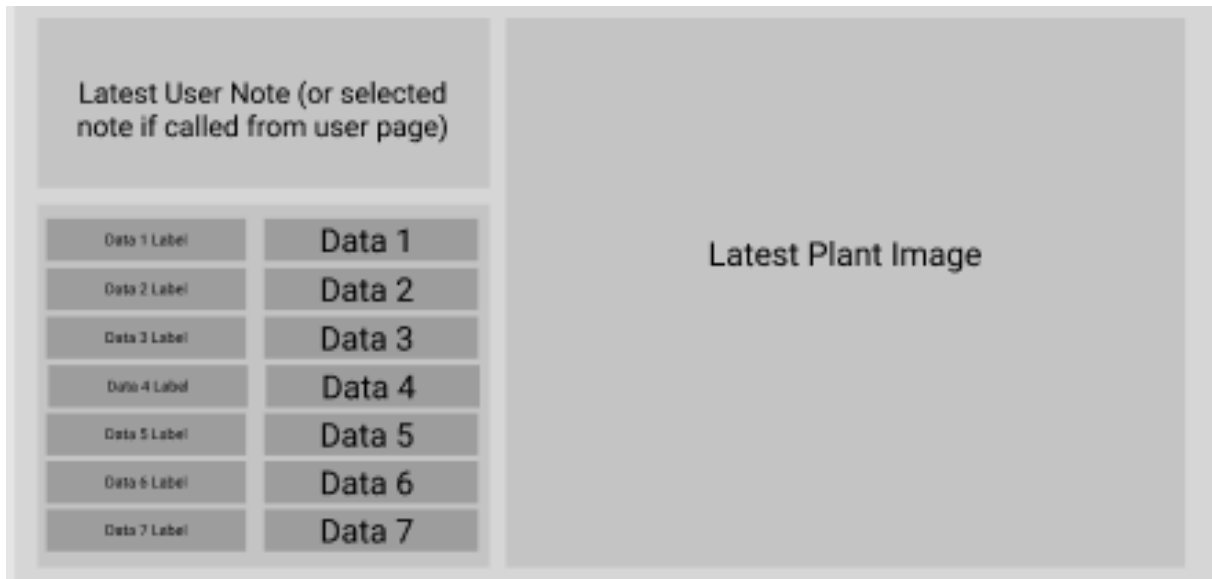 Latest User Note (or selected
note if called from user page)
Data 1 Label
Data 1
Data 2 Label
Data 2
Data 3 Label
Data 3
Data 4 Label
Data 4
Data 5 Label
Data 5
Data 6 Label
Data 6
Data 7 Label
Data 7
Latest Plant Image